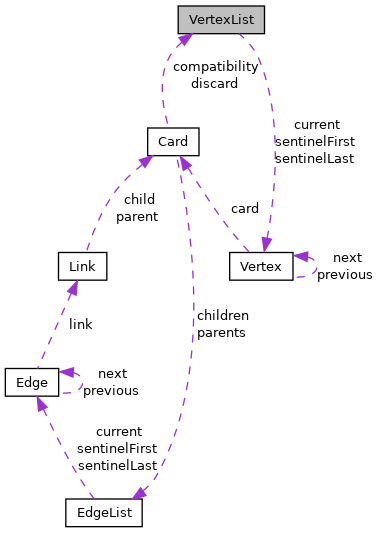 VertexList
compatibility
discard
current
sentinelFirst
sentinelLast
Card
child
parent
card
Link
Vertex
next
previous
children
parents
link
Edge
next
previous
current
sentinelFirst
sentinelLast
EdgeList